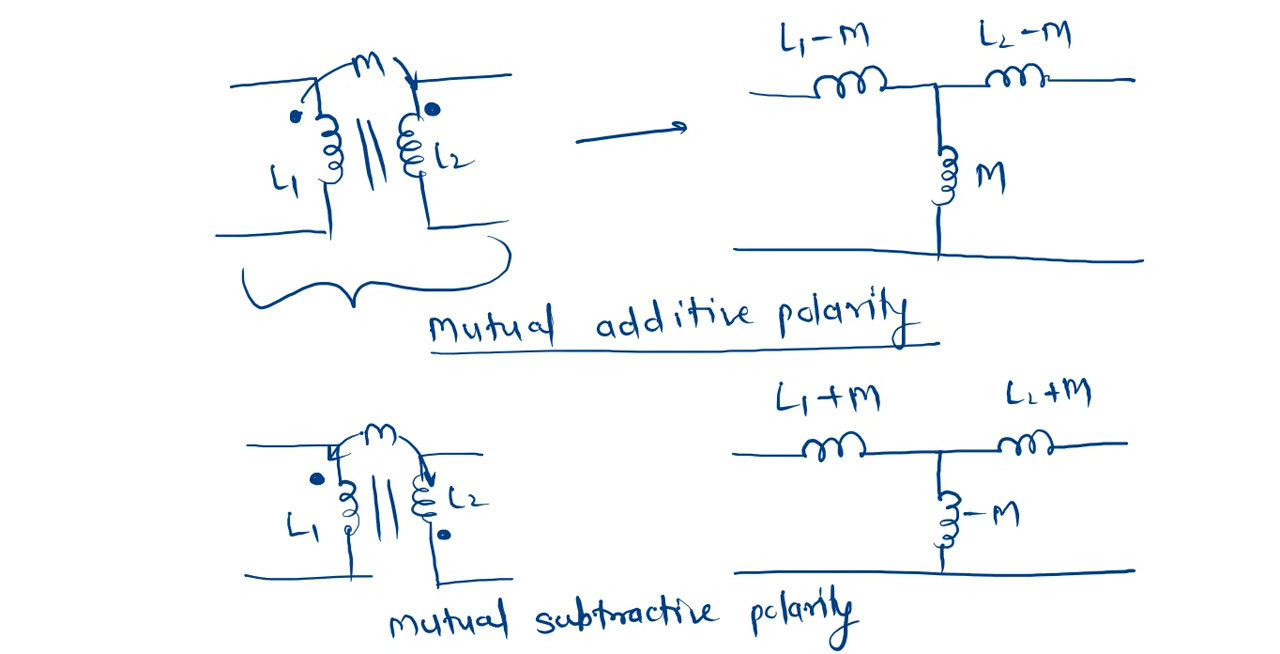 M
L₁
L₂
L₁-M
L₂-M
M
Mutual additive polarity
M
L₁
L₂
L₁+M
L₂+M
-M
Mutual subtractive polarity